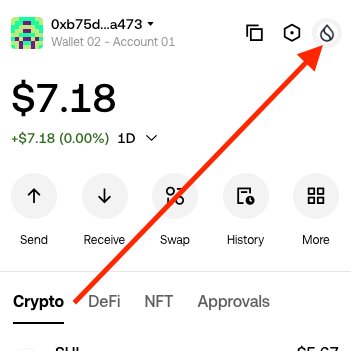 0xb75d...a473
Wallet 02 - Account 01
$7.18
+$7.18 (0.00%) 1D
Send Receive Swap History More
Crypto DeFi NFT Approvals